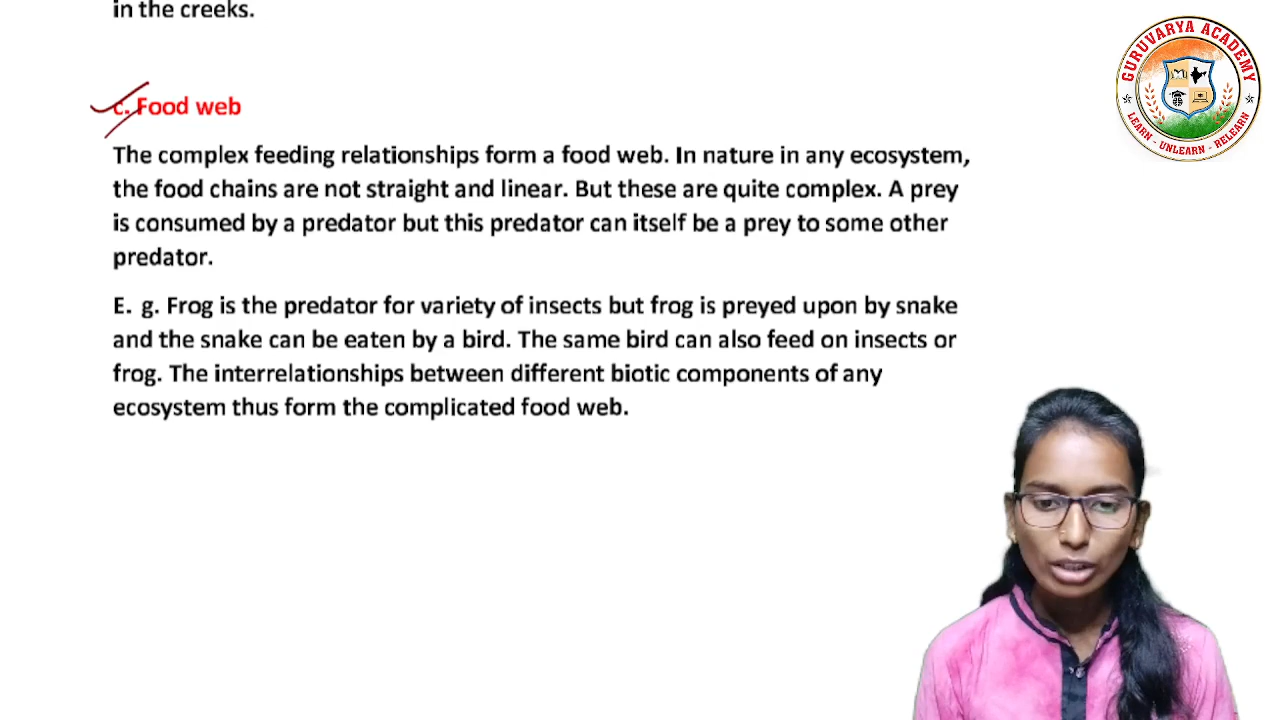 in the creeks.
c. Food web
The complex feeding relationships form a food web. In nature in any ecosystem,
the food chains are not straight and linear. But these are quite complex. A prey
is consumed by a predator but this predator can itself be a prey to some other
predator.
E. g. Frog is the predator for variety of insects but frog is preyed upon by snake
and the snake can be eaten by a bird. The same bird can also feed on insects or
frog. The interrelationships between different biotic components of any
ecosystem thus form the complicated food web.
GURUVARYA ACADEMY
LEARN - UNLEARN - RELEARN